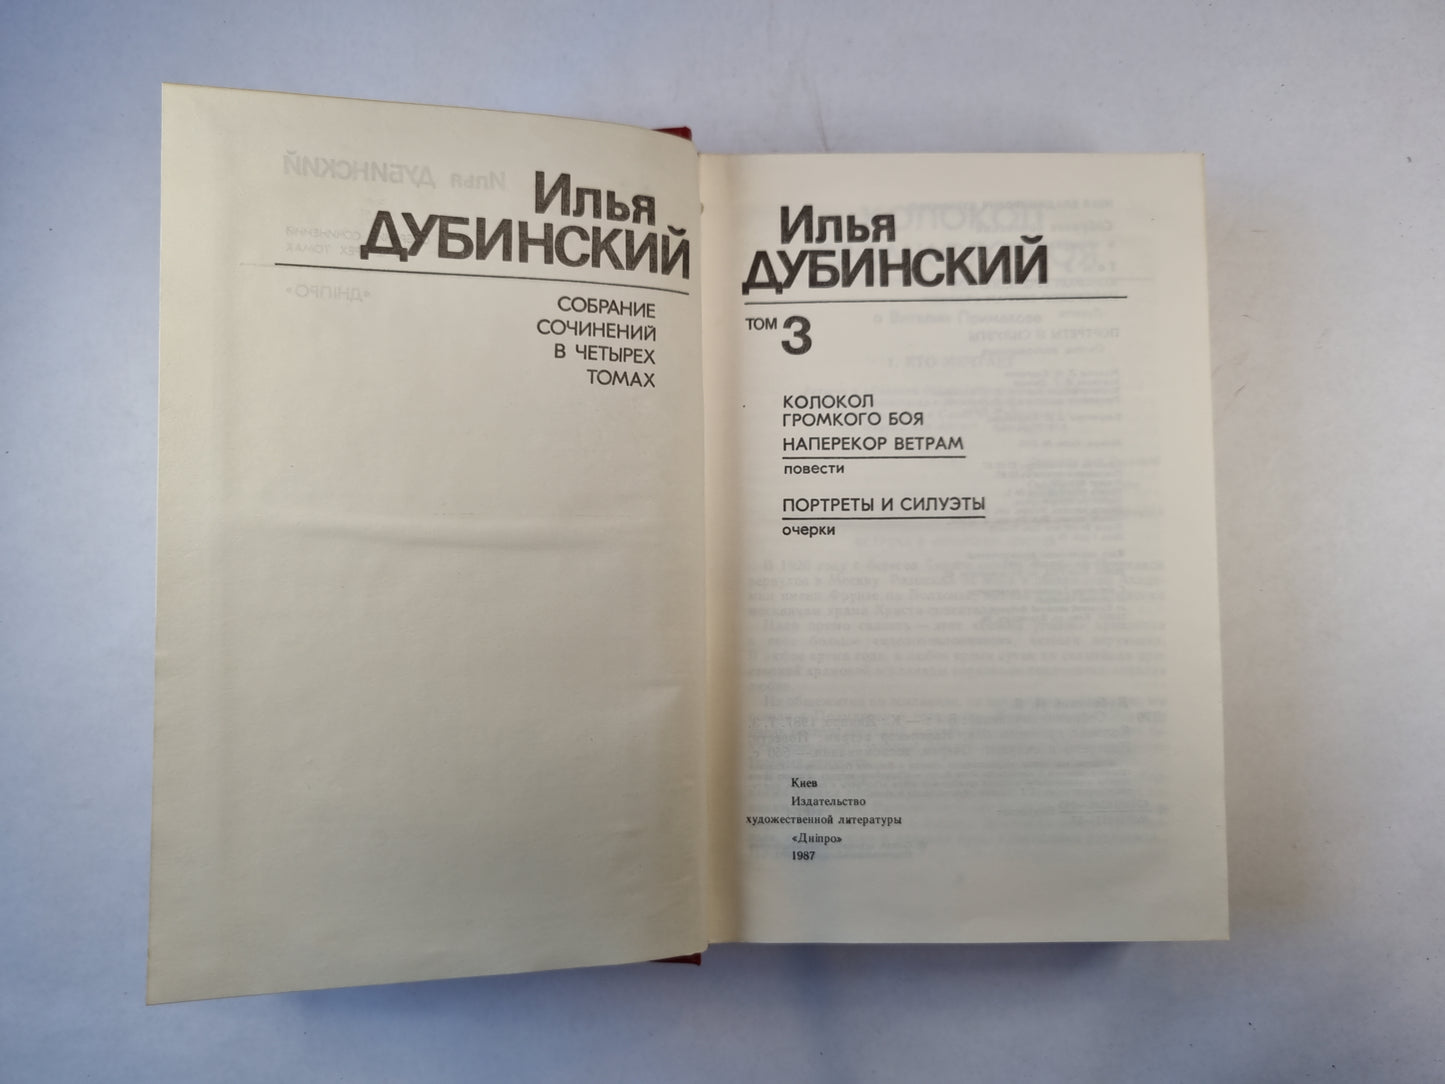 Илья
ДУБИНСКИЙ
СОБРАНИЕ
СОЧИНЕНИЙ
В ЧЕТЫРЕХ
ТОМАХ
Илья
ДУБИНСКИЙ
ТОМ 3
КОЛОКОЛ
ГРОМКОГО БОЯ
НАПЕРЕКОР ВЕТРАМ
повести
ПОРТРЕТЫ И СИЛУЭТЫ
очерки
Киев
Издательство
художественной литературы
«Дніпро»
1987